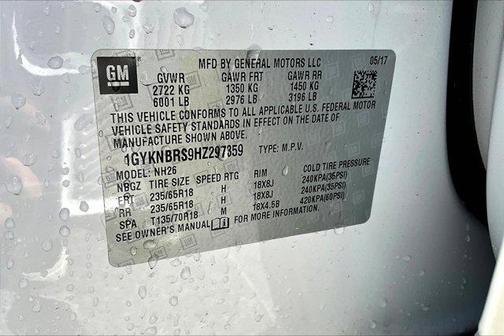 GM
MFD BY GENERAL MOTORS LLC 05/17
GVWR GAWR FRT GAWR RR
2722 KG 1350 KG 1450 KG
6001 LB 2976 LB 3196 LB
THIS VEHICLE CONFORMS TO ALL APPLICABLE U.S. FEDERAL MOTOR
VEHICLE SAFETY STANDARDS IN EFFECT ON THE DATE OF
MANUFACTURE SHOWN ABOVE.
1GYKNBRS9HZ297359 TYPE: M.P.V.
MODEL: NH26
NBGZ TIRE SIZE SPEED RTG RIM COLD TIRE PRESSURE
FRT 235/65R18 H 18X8J 240KPA(35PSI)
RR 235/65R18 H 18X8J 240KPA(35PSI)
SPA T135/70R18 M 18X4.5B 420KPA(60PSI)
SEE OWNER'S MANUAL FOR MORE INFORMATION.